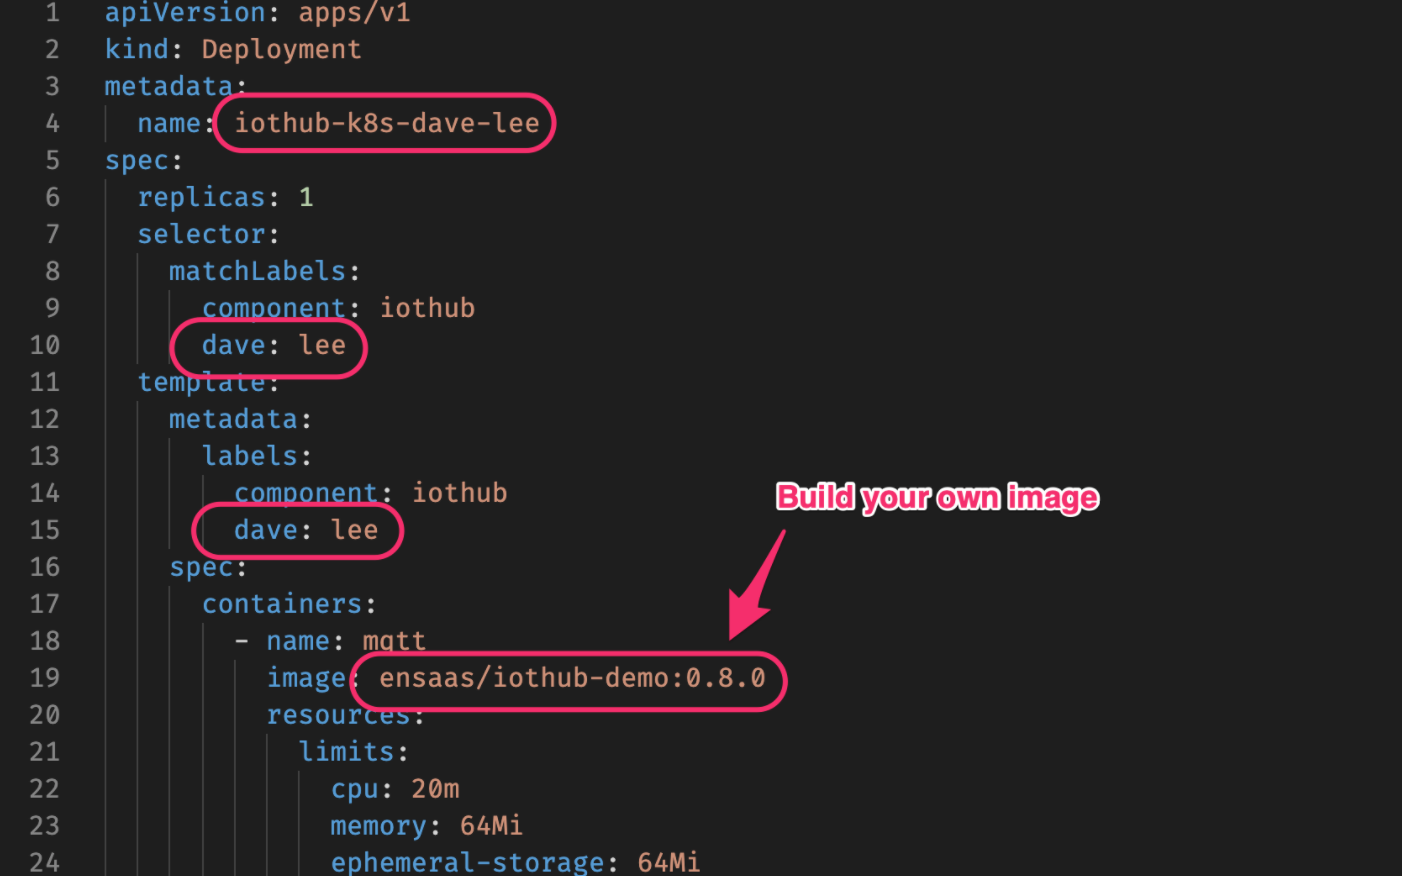 1 apiVersion: apps/v1
2 kind: Deployment
3 metadata:
4 name: iothub-k8s-dave-lee
5 spec:
6 replicas: 1
7 selector:
8 matchLabels:
9 component: iothub
10 dave: lee
11 template:
12 metadata:
13 labels:
14 component: iothub
15 dave: lee
Build your own image
16 spec:
17 containers:
18 - name: mqtt
19 image: ensaas/iothub-demo:0.8.0
20 resources:
21 limits:
22 cpu: 20m
23 memory: 64Mi
24 ephemeral-storage: 64Mi